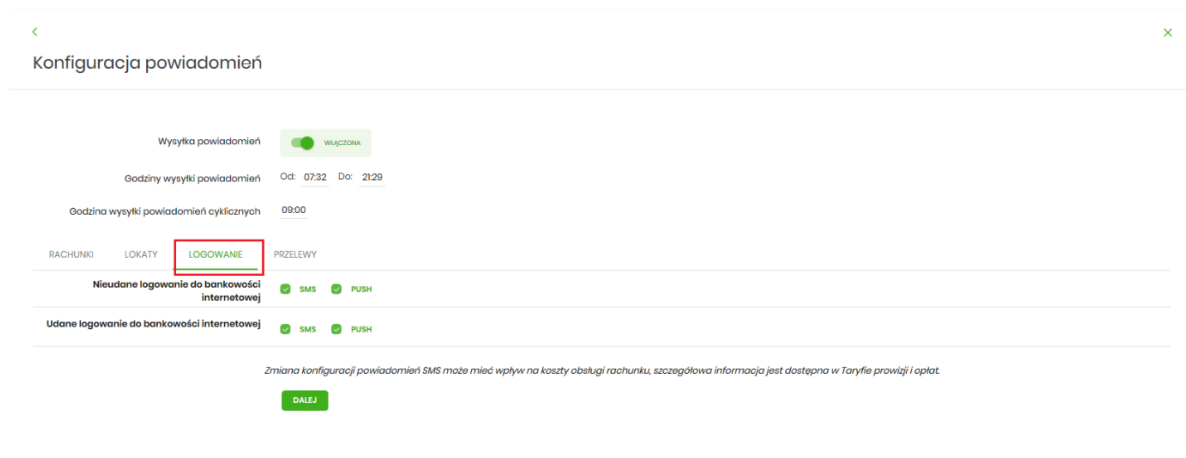 Konfiguracja powiadomień
Wysyłka powiadomień WŁĄCZONA
Godziny wysyłki powiadomień Od: 07:32 Do: 21:29
Godzina wysyłki powiadomień cyklicznych 09:00
RACHUNKI LOKATY LOGOWANIE PRZELEWY
Nieudane logowanie do bankowości
internetowej SMS PUSH
Udane logowanie do bankowości internetowej SMS PUSH
Zmiana konfiguracji powiadomień SMS może mieć wpływ na koszty obsługi rachunku, szczegółowa informacja jest dostępna w Taryfie prowizji i opłat.
DALEJ